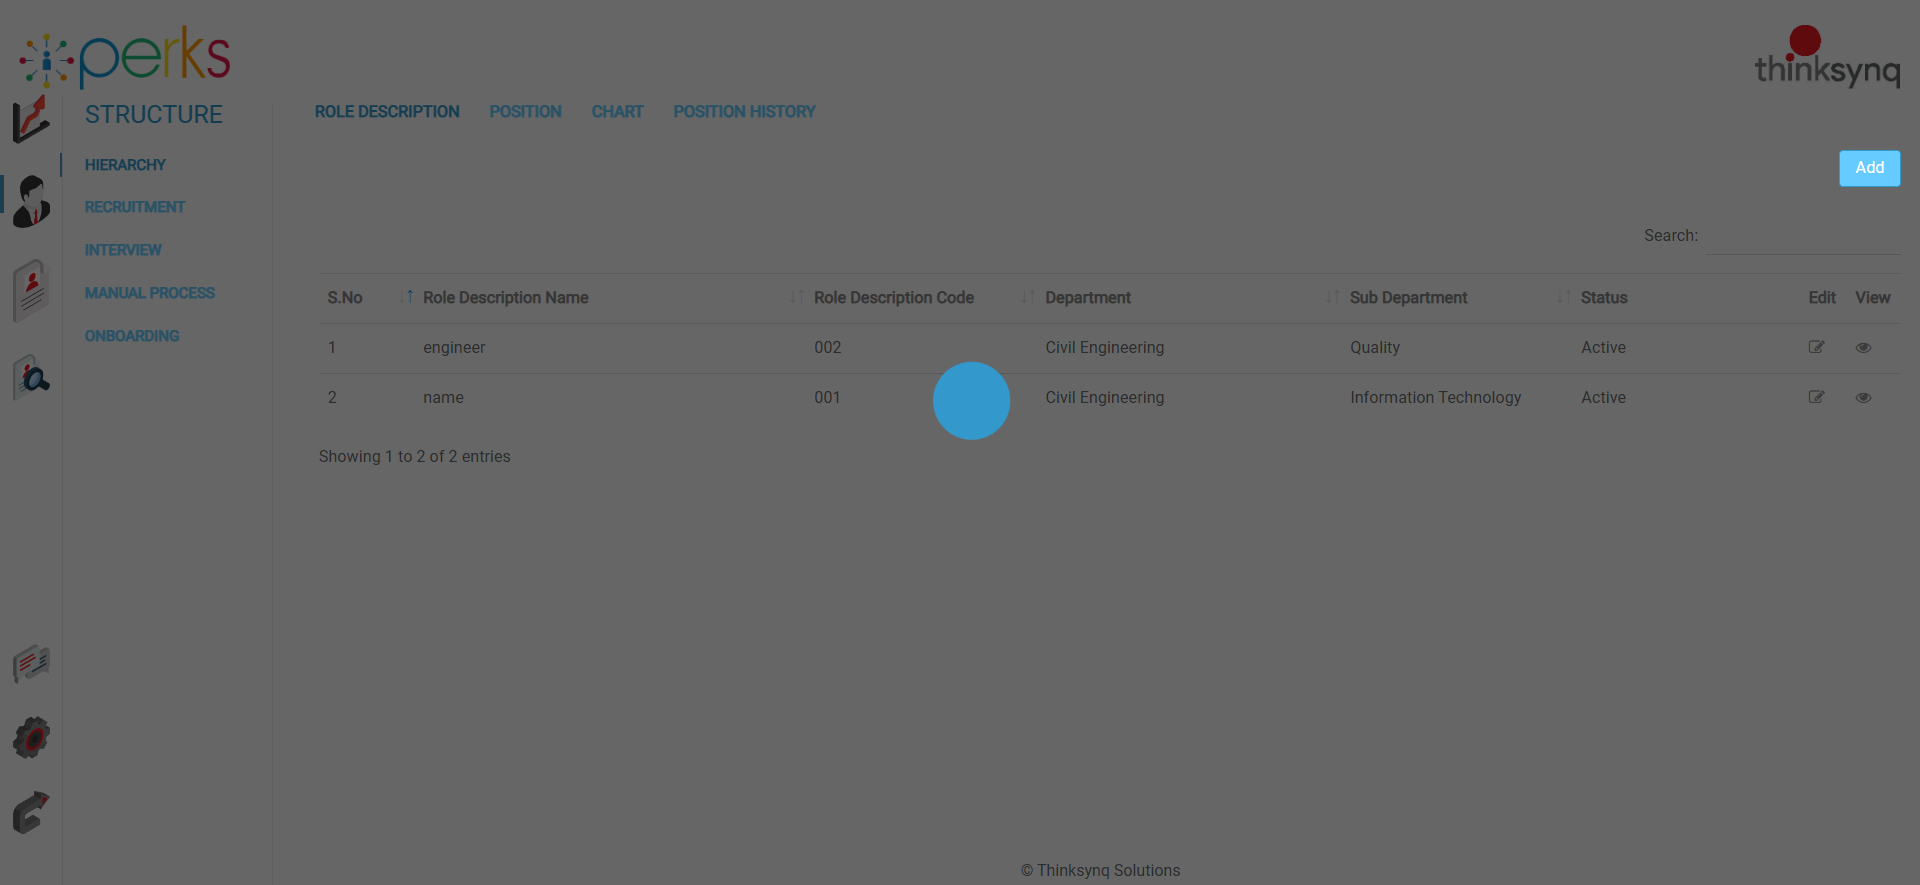 perks
thinksynq
STRUCTURE
ROLE DESCRIPTION POSITION CHART POSITION HISTORY
HIERARCHY
RECRUITMENT
INTERVIEW
MANUAL PROCESS
ONBOARDING
Add
Search:
S.No Role Description Name Role Description Code Department Sub Department Status Edit View
1 engineer 002 Civil Engineering Quality Active
2 name 001 Civil Engineering Information Technology Active
Showing 1 to 2 of 2 entries
© Thinksynq Solutions